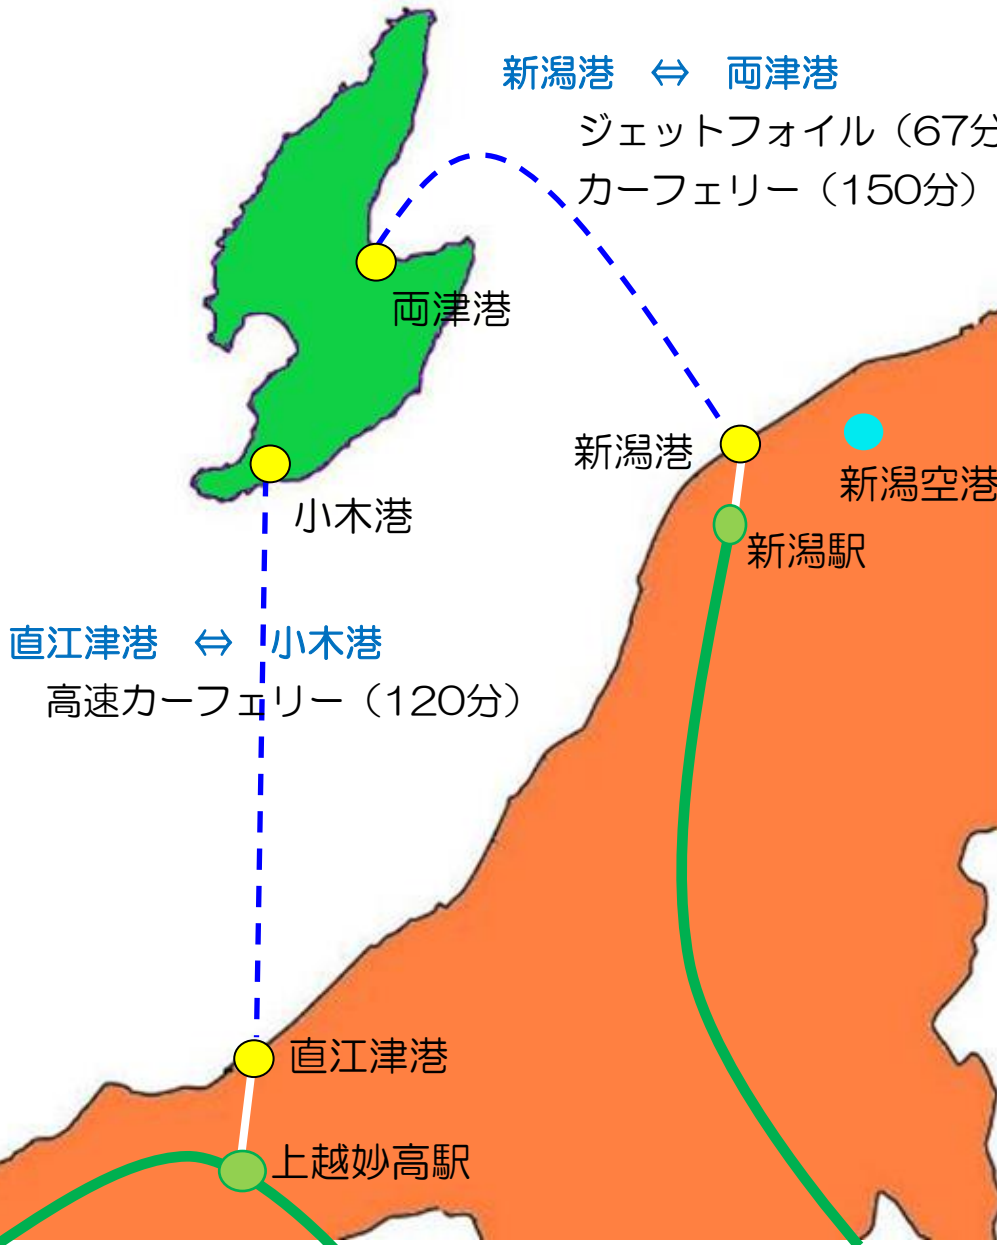 新潟港 ⇔ 両津港
ジェットフォイル（67分
カーフェリー（150分）
両津港
新潟港
新潟空港
小木港
新潟駅
直江津港 ⇔ 小木港
高速カーフェリー（120分）
直江津港
上越妙高駅